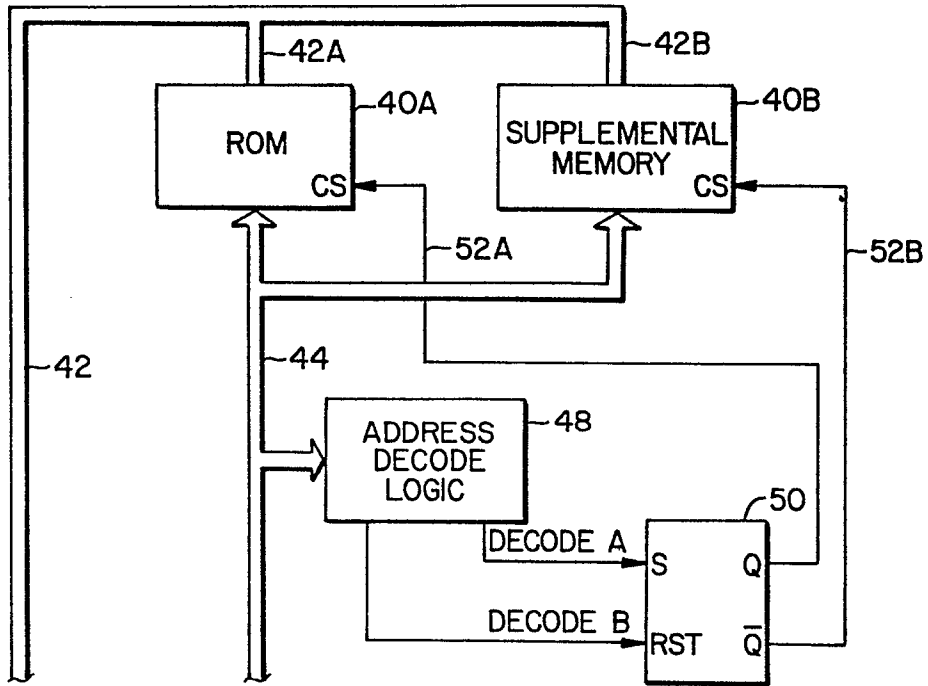 42A
42B
40A
40B
ROM
CS
SUPPLEMENTAL
MEMORY
CS
52A
52B
42
44
ADDRESS
DECODE
LOGIC
48
50
DECODE A
S
Q
DECODE B
RST
Q̅